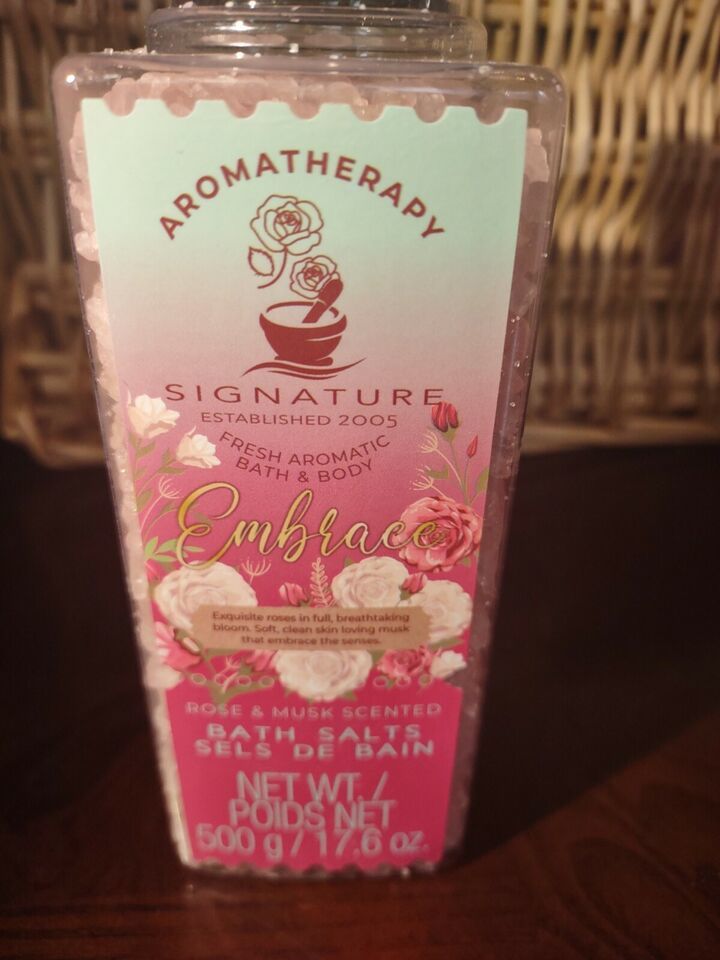 AROMATHERAPY
SIGNATURE
ESTABLISHED 2005
FRESH AROMATIC
BATH & BODY
Embrace
Exquisite roses in full, breathtaking
bloom. Soft, clean skin loving musk
that embrace the senses.
ROSE & MUSK SCENTED
BATH SALTS
SELS DE BAIN
NET WT. /
POIDS NET
500 g / 17.6 oz.